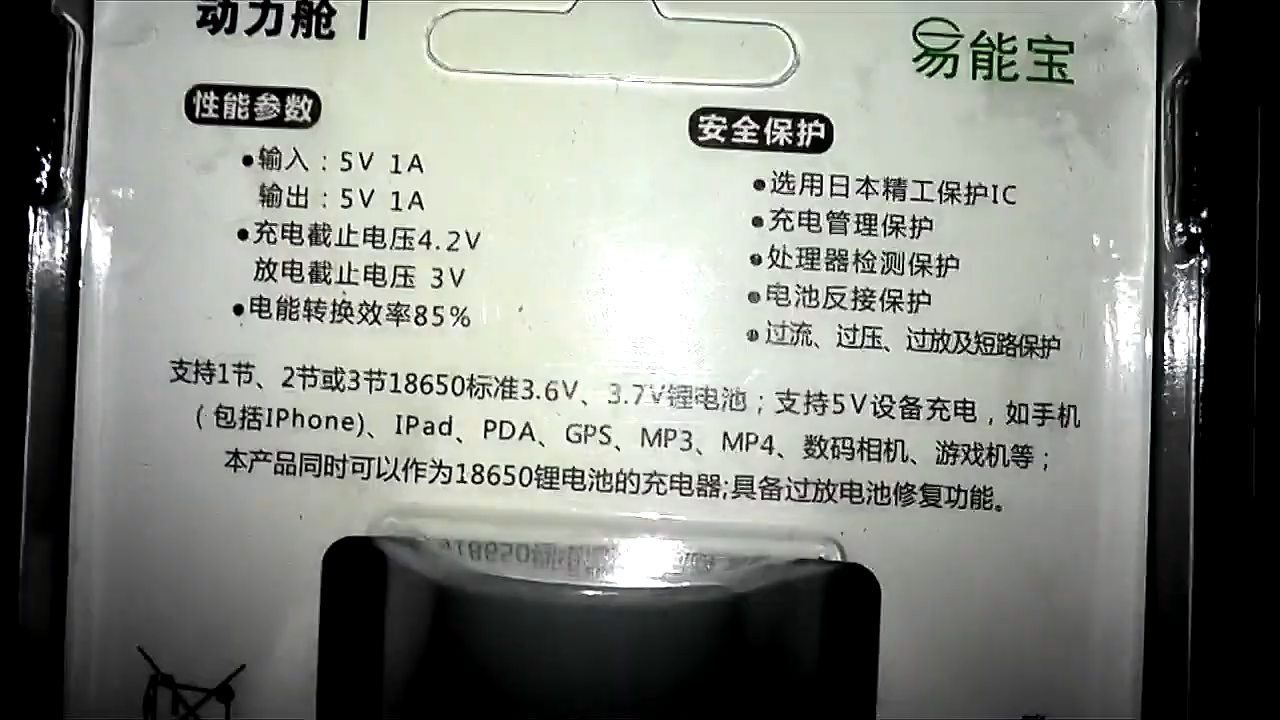 动力舱
易能宝
性能参数
●输入：5V 1A
输出：5V 1A
●充电截止电压4.2V
放电截止电压 3V
●电能转换效率85%
安全保护
●选用日本精工保护IC
●充电管理保护
●处理器检测保护
●电池反接保护
●过流、过压、过放及短路保护
支持1节、2节或3节18650标准3.6V、3.7V锂电池；支持5V设备充电，如手机
（包括IPhone)、IPad、PDA、GPS、MP3、MP4、数码相机、游戏机等；
本产品同时可以作为18650锂电池的充电器;具备过放电池修复功能。